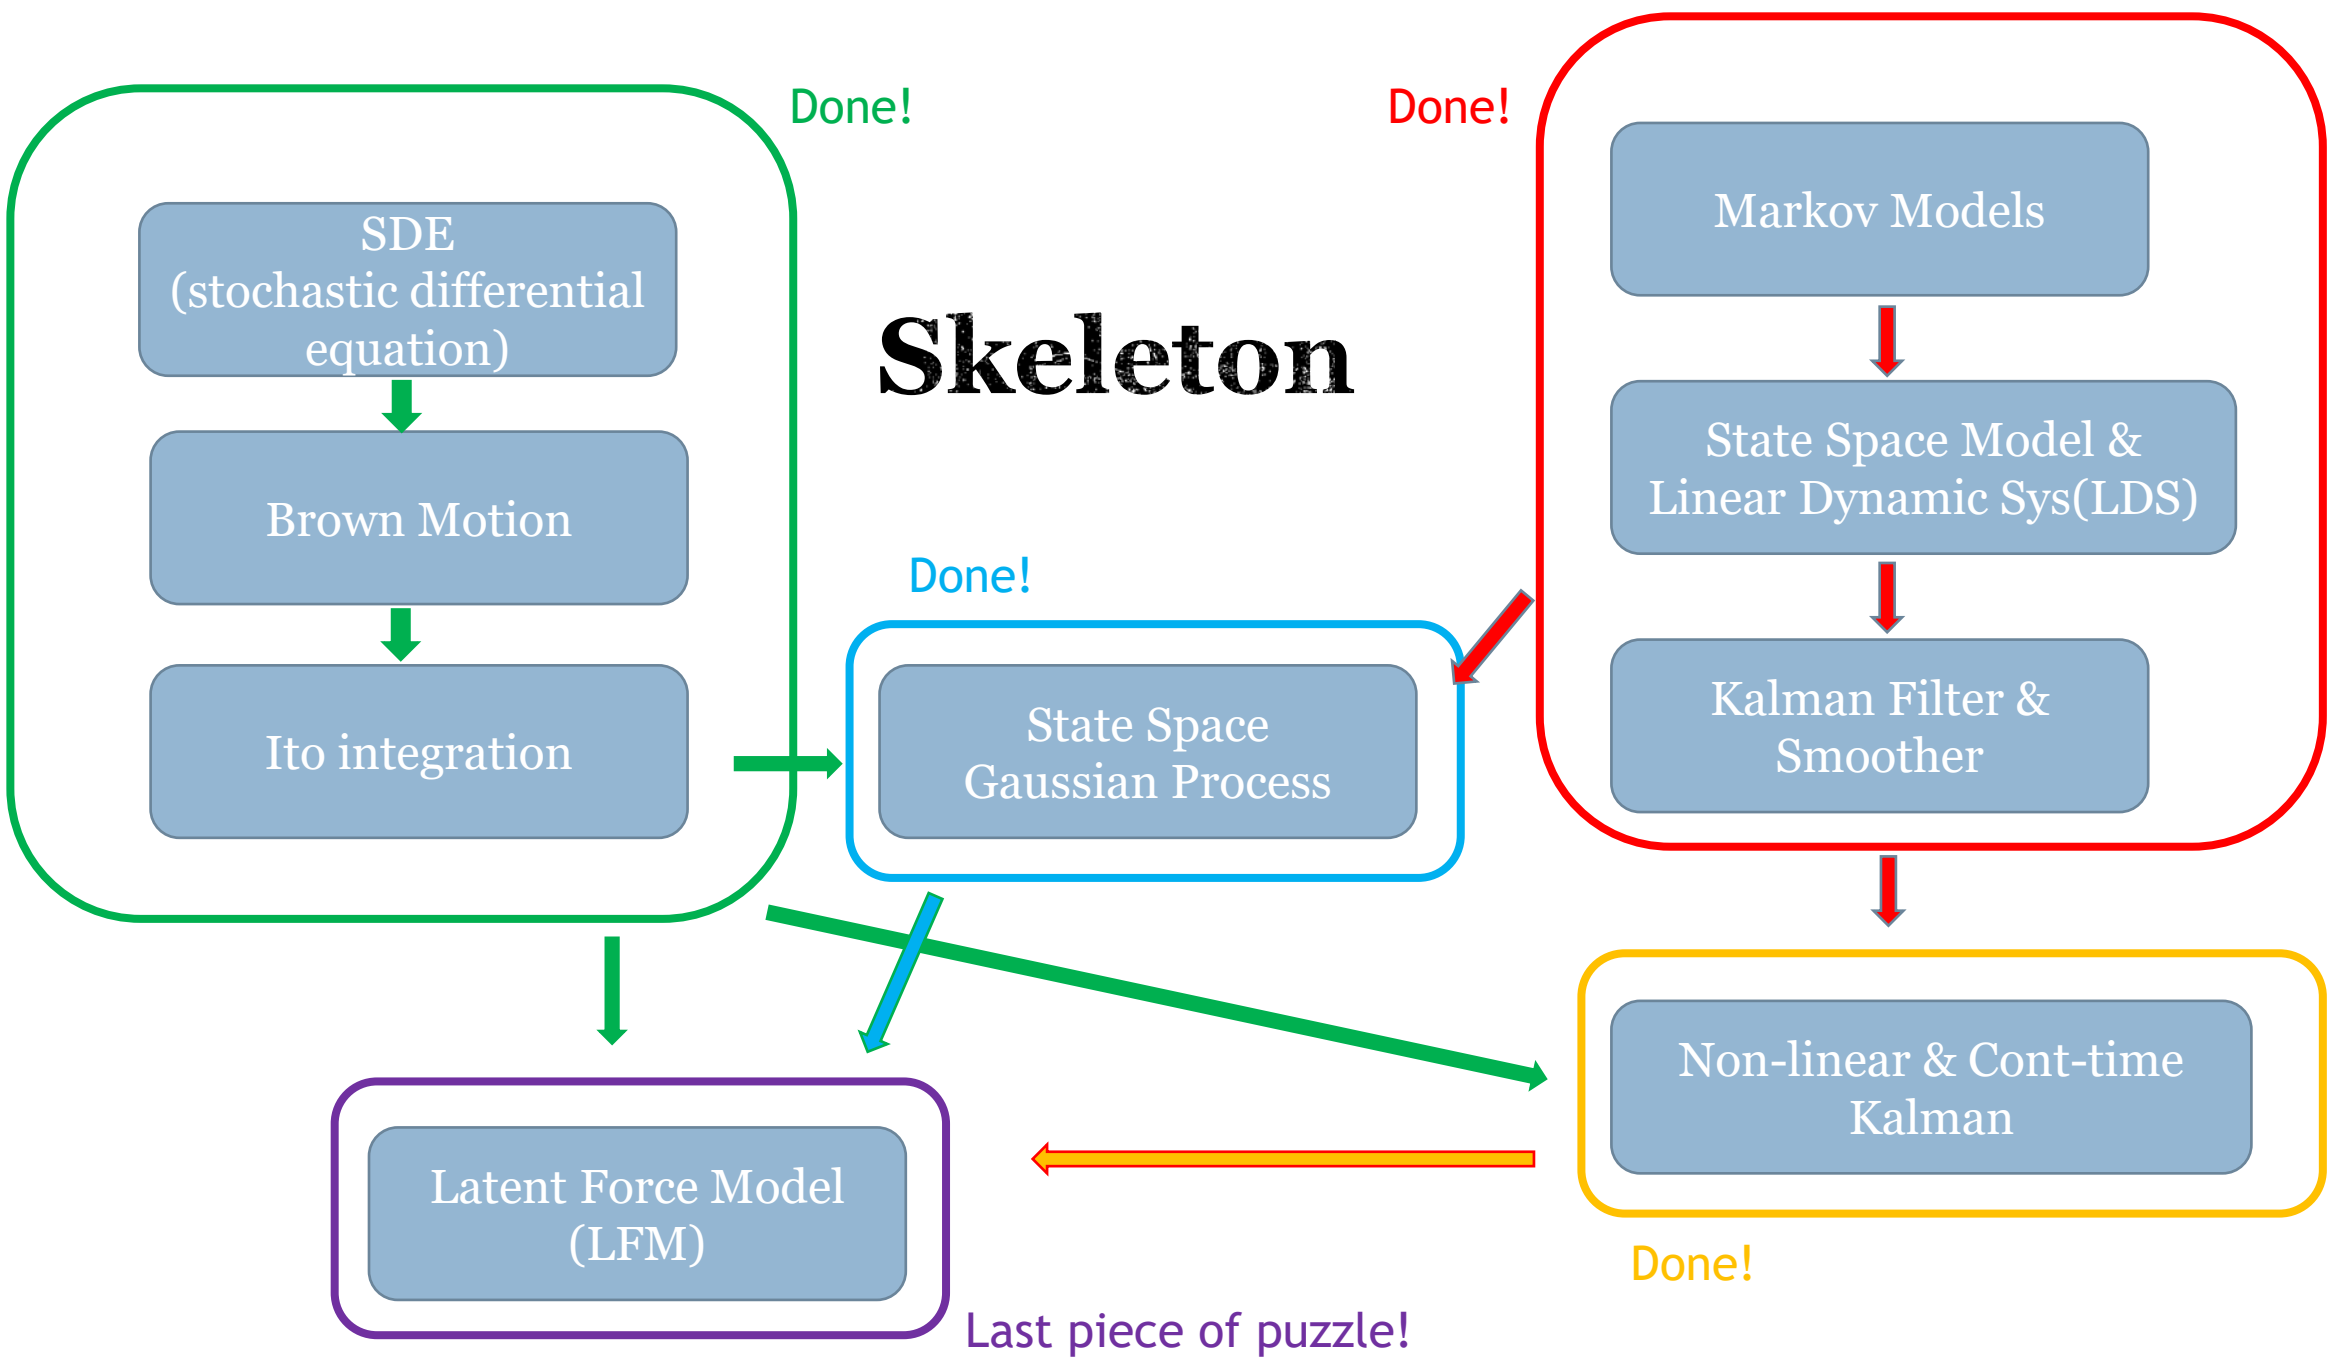 Done!
Done!
SDE
(stochastic differential
equation)
Markov Models
Skeleton
Brown Motion
State Space Model &
Linear Dynamic Sys(LDS)
Done!
Ito integration
State Space
Gaussian Process
Kalman Filter &
Smoother
Non-linear & Cont-time
Kalman
Latent Force Model
(LFM)
Done!
Last piece of puzzle!